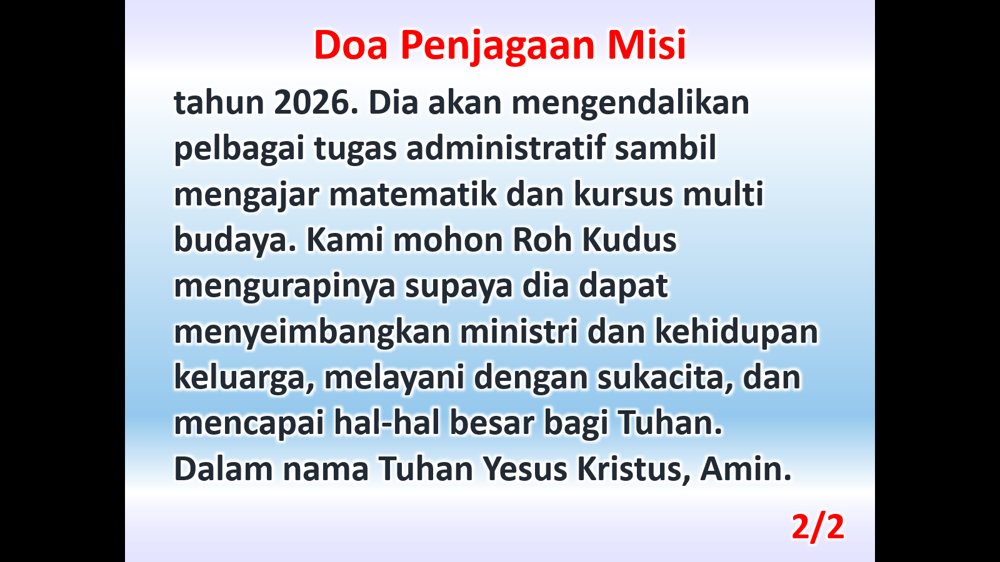 Doa Penjagaan Misi
tahun 2026. Dia akan mengendalikan
pelbagai tugas administratif sambil
mengajar matematik dan kursus multi
budaya. Kami mohon Roh Kudus
mengurapinya supaya dia dapat
menyeimbangkan ministri dan kehidupan
keluarga, melayani dengan sukacita, dan
mencapai hal-hal besar bagi Tuhan.
Dalam nama Tuhan Yesus Kristus, Amin.
2/2